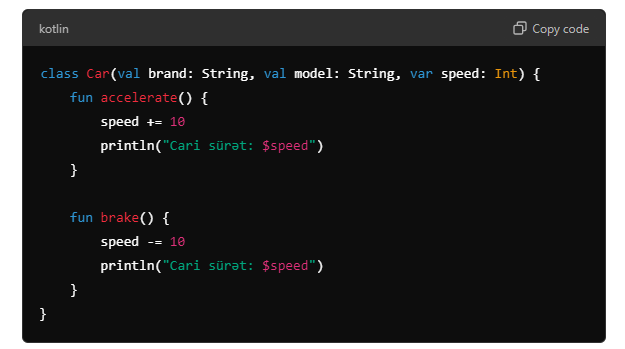 kotlin
Copy code
class Car(val brand: String, val model: String, var speed: Int) {
    fun accelerate() {
        speed += 10
        println("Cari sürət: $speed")
    }

    fun brake() {
        speed -= 10
        println("Cari sürət: $speed")
    }
}